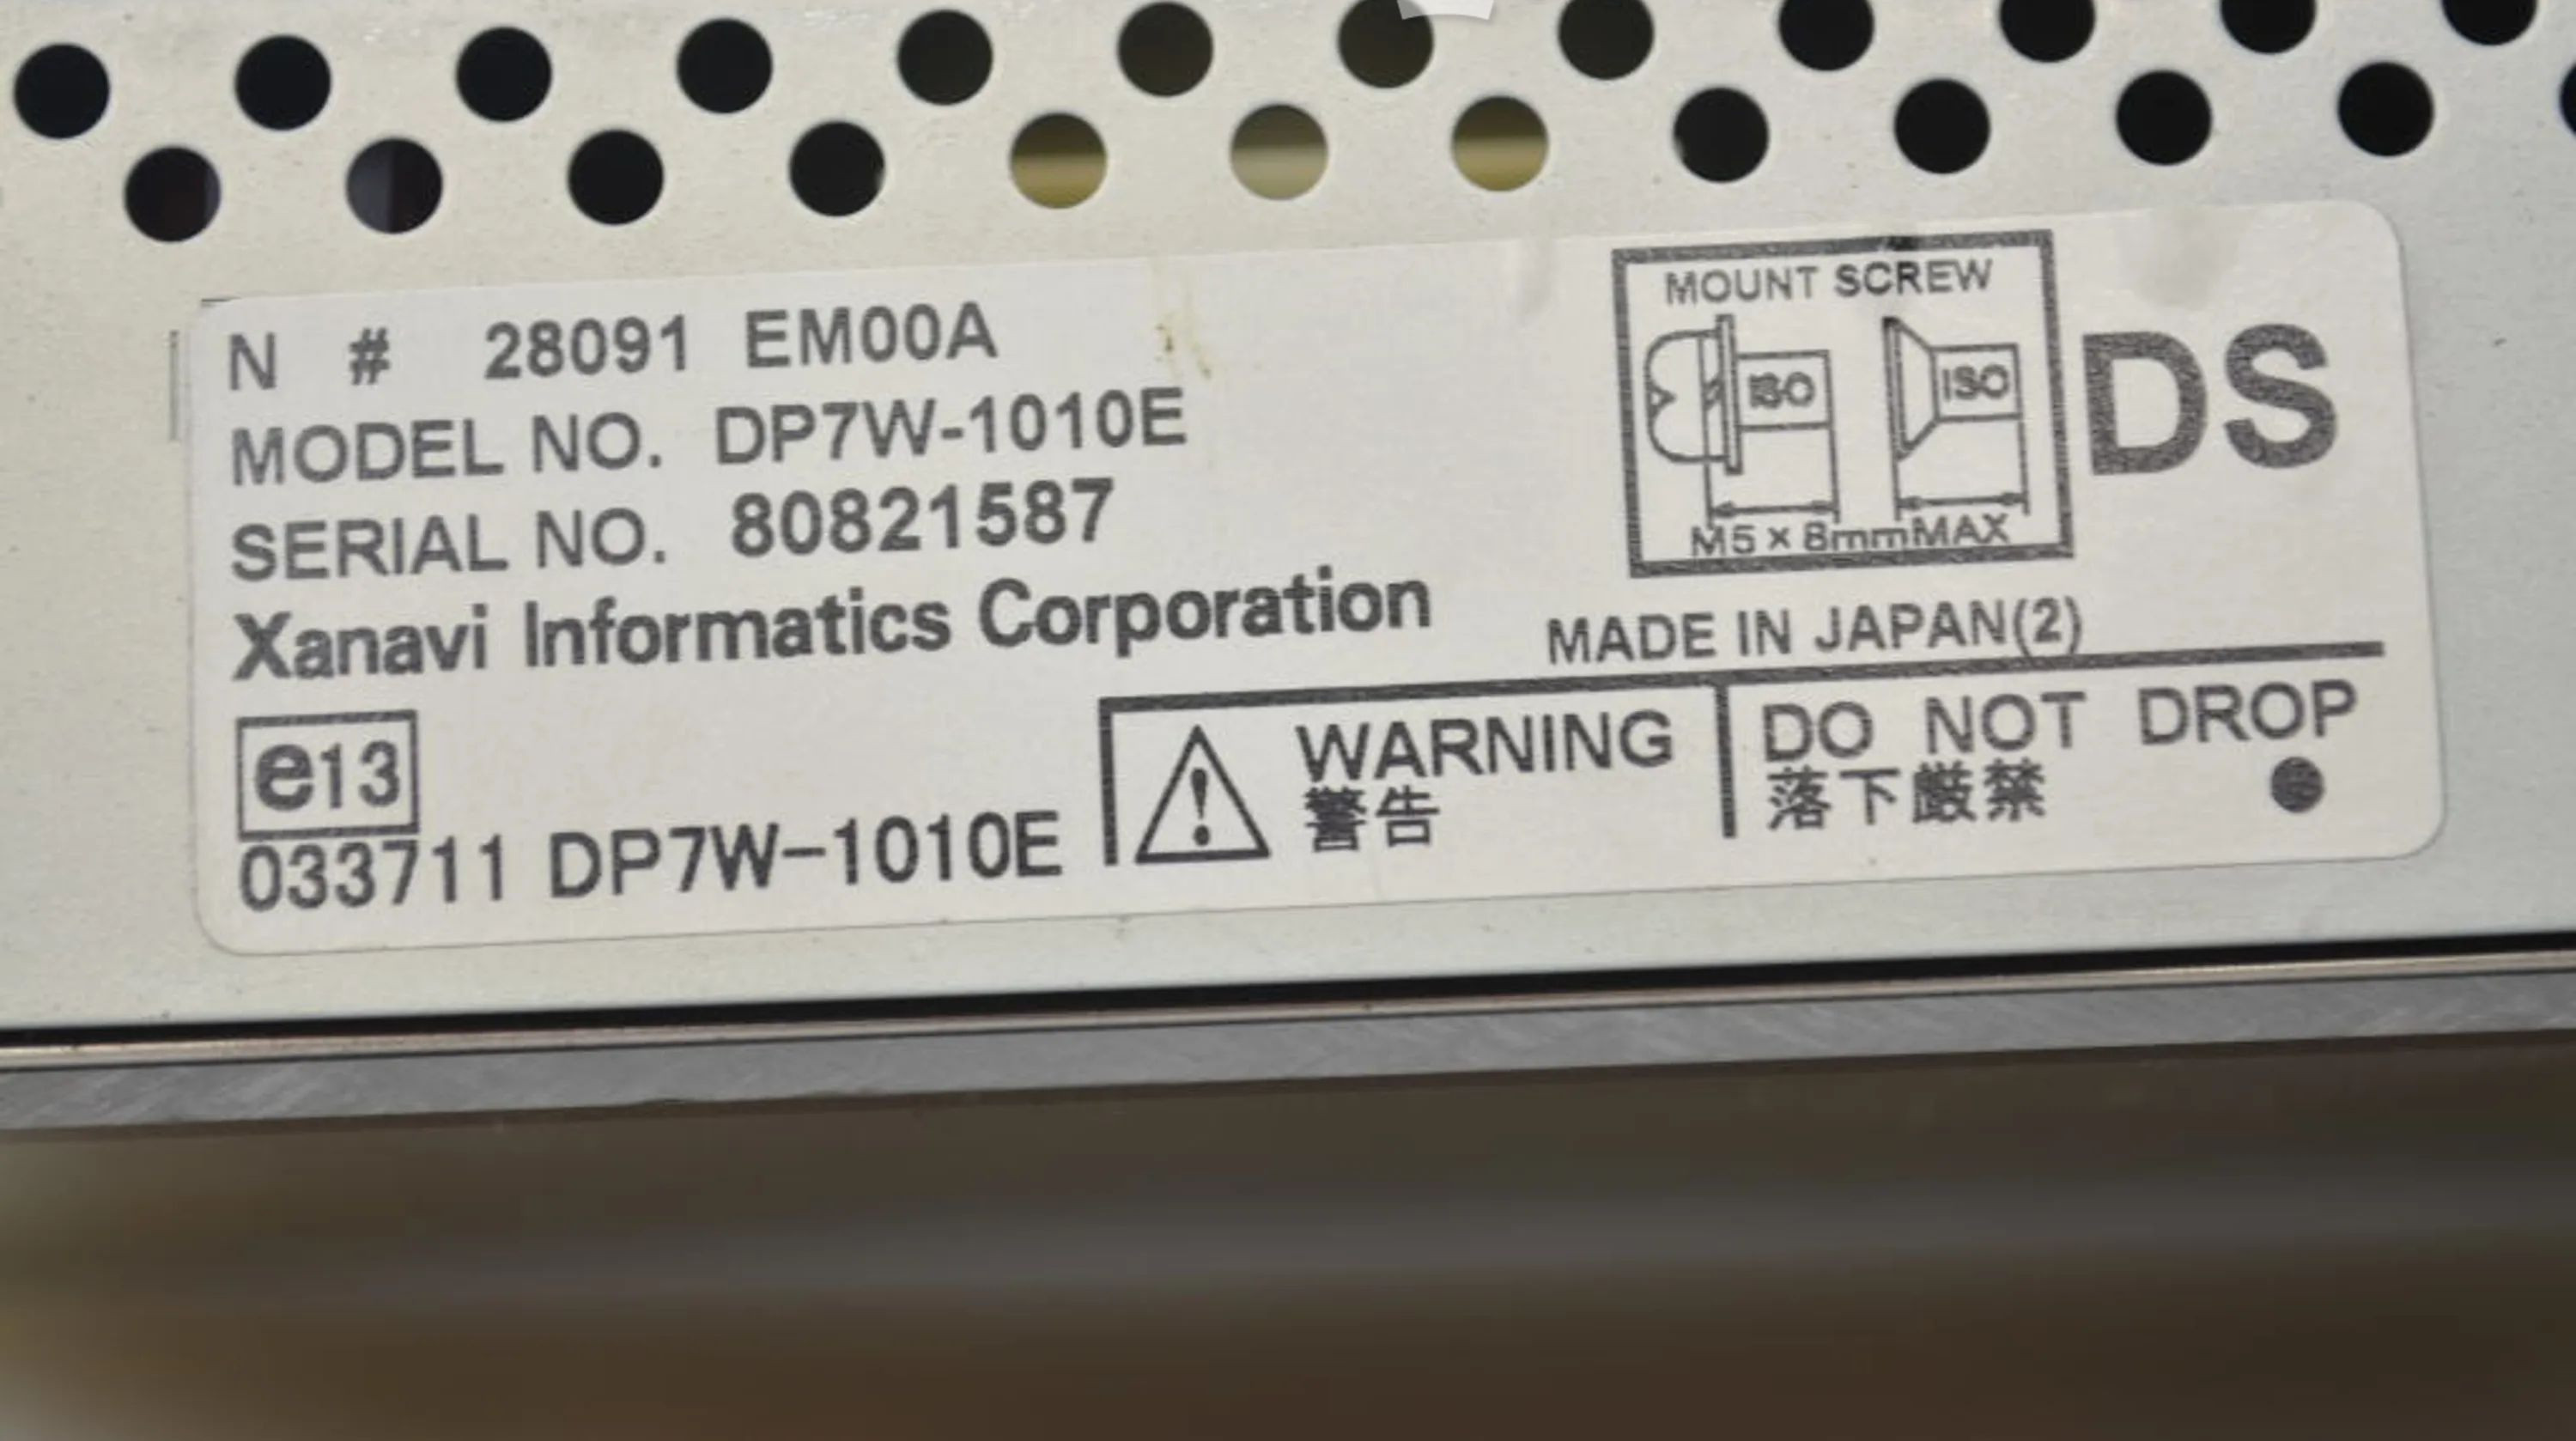 N # 28091 EM00A
MODEL NO. DP7W-1010E
SERIAL NO. 80821587
Xanavi Informatics Corporation
MOUNT SCREW
ISO ISO
M5 x 8mmMAX
DS
MADE IN JAPAN(2)
e13
033711 DP7W-1010E
WARNING
警告
DO NOT DROP
落下厳禁